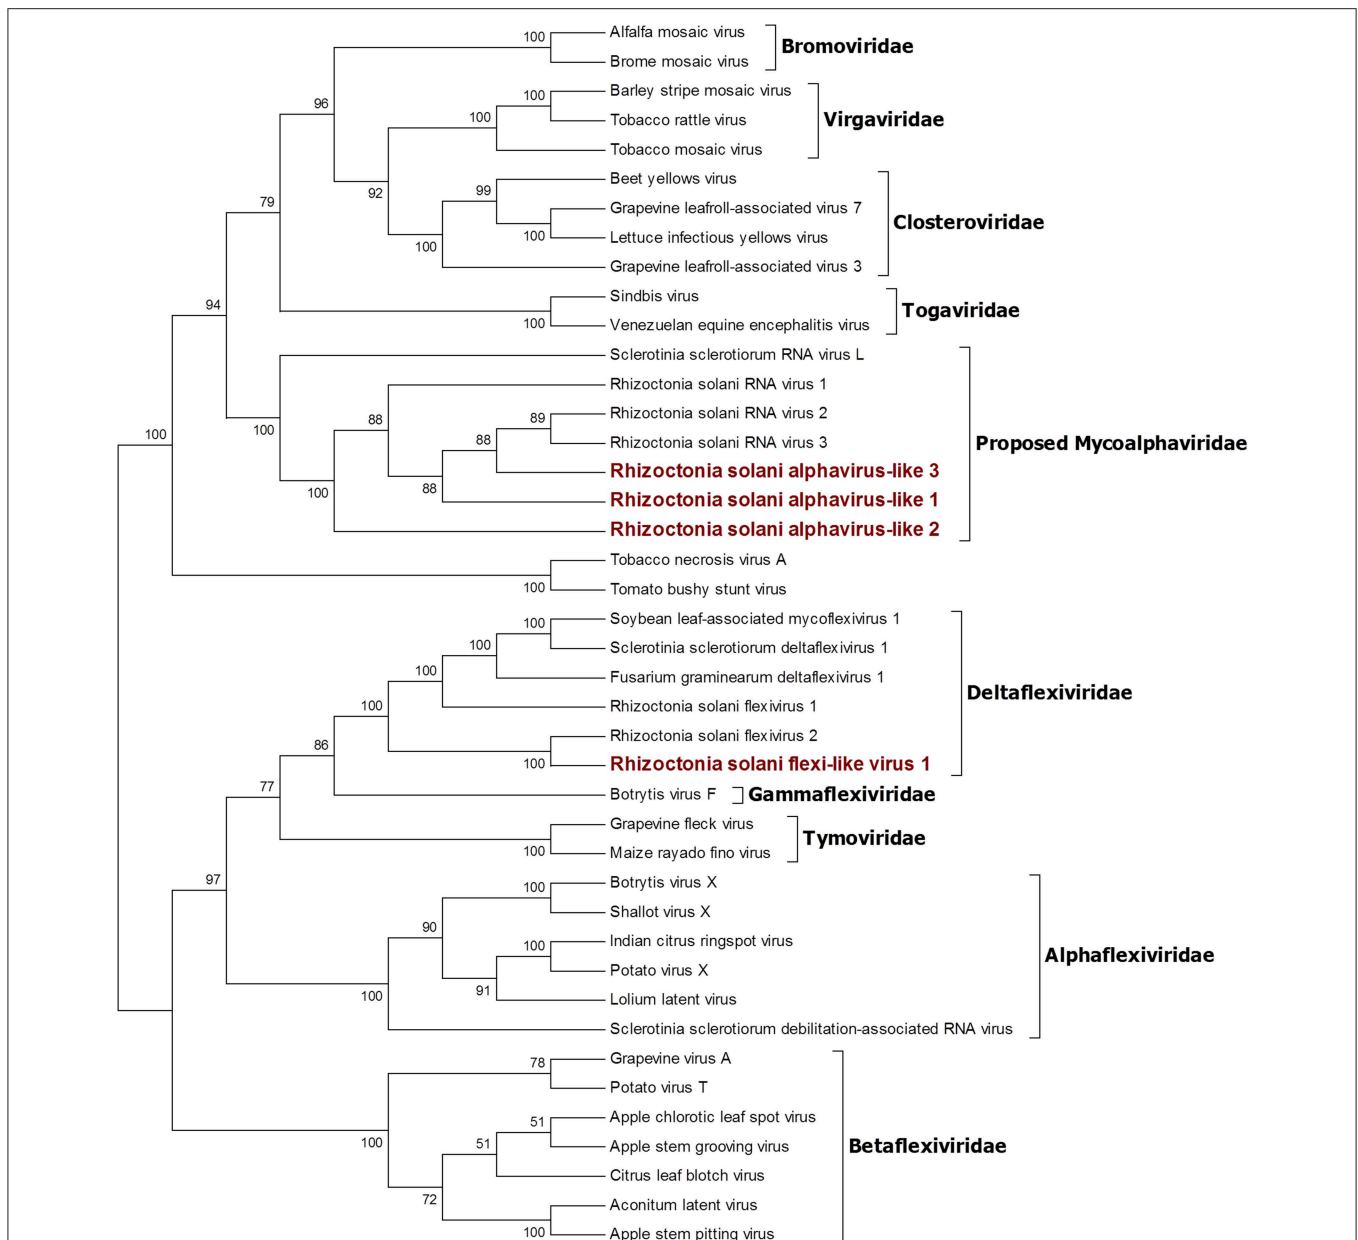 100
Alfalfa mosaic virus
Brome mosaic virus
Bromoviridae
96
100
100
Barley stripe mosaic virus
Tobacco rattle virus
Tobacco mosaic virus
Virgaviridae
79
92
99
100
100
Beet yellows virus
Grapevine leafroll-associated virus 7
Lettuce infectious yellows virus
Grapevine leafroll-associated virus 3
Closteroviridae
94
100
Sindbis virus
Venezuelan equine encephalitis virus
Togaviridae
100
100
100
88
88
88
89
Sclerotinia sclerotiorum RNA virus L
Rhizoctonia solani RNA virus 1
Rhizoctonia solani RNA virus 2
Rhizoctonia solani RNA virus 3
Rhizoctonia solani alphavirus-like 3
Rhizoctonia solani alphavirus-like 1
Rhizoctonia solani alphavirus-like 2
Proposed Mycoalphaviridae
100
Tobacco necrosis virus A
Tomato bushy stunt virus
100
100
100
100
100
Soybean leaf-associated mycoflexivirus 1
Sclerotinia sclerotiorum deltaflexivirus 1
Fusarium graminearum deltaflexivirus 1
Rhizoctonia solani flexivirus 1
Rhizoctonia solani flexivirus 2
Rhizoctonia solani flexi-like virus 1
Deltaflexiviridae
86
Botrytis virus F
Gammaflexiviridae
77
100
Grapevine fleck virus
Maize rayado fino virus
Tymoviridae
97
100
90
100
100
91
Botrytis virus X
Shallot virus X
Indian citrus ringspot virus
Potato virus X
Lolium latent virus
Sclerotinia sclerotiorum debilitation-associated RNA virus
Alphaflexiviridae
100
78
51
51
72
100
Grapevine virus A
Potato virus T
Apple chlorotic leaf spot virus
Apple stem grooving virus
Citrus leaf blotch virus
Aconitum latent virus
Apple stem pitting virus
Betaflexiviridae